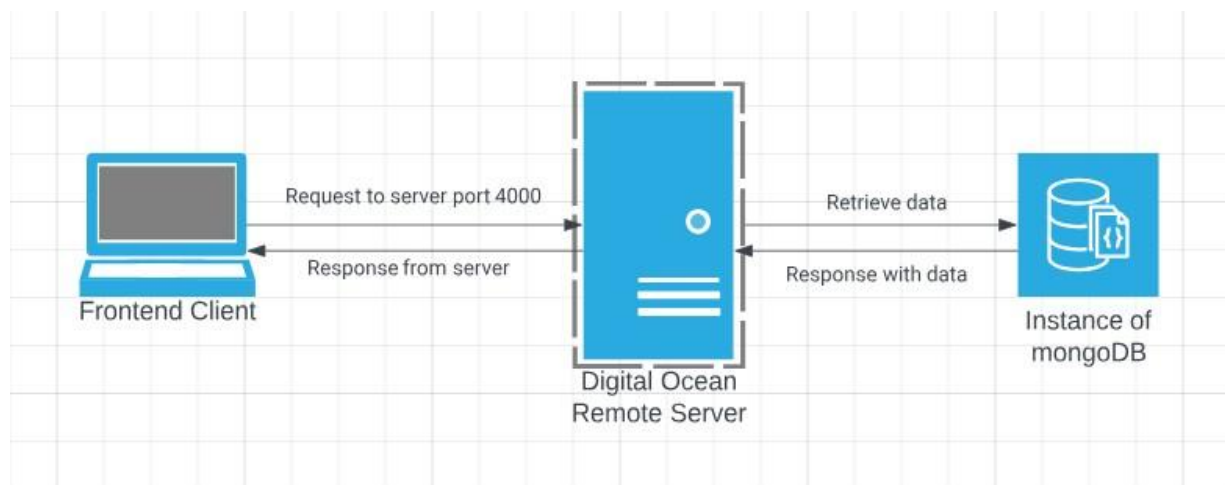 Request to server port 4000
Response from server
Frontend Client
Digital Ocean
Remote Server
Retrieve data
Response with data
Instance of
mongoDB